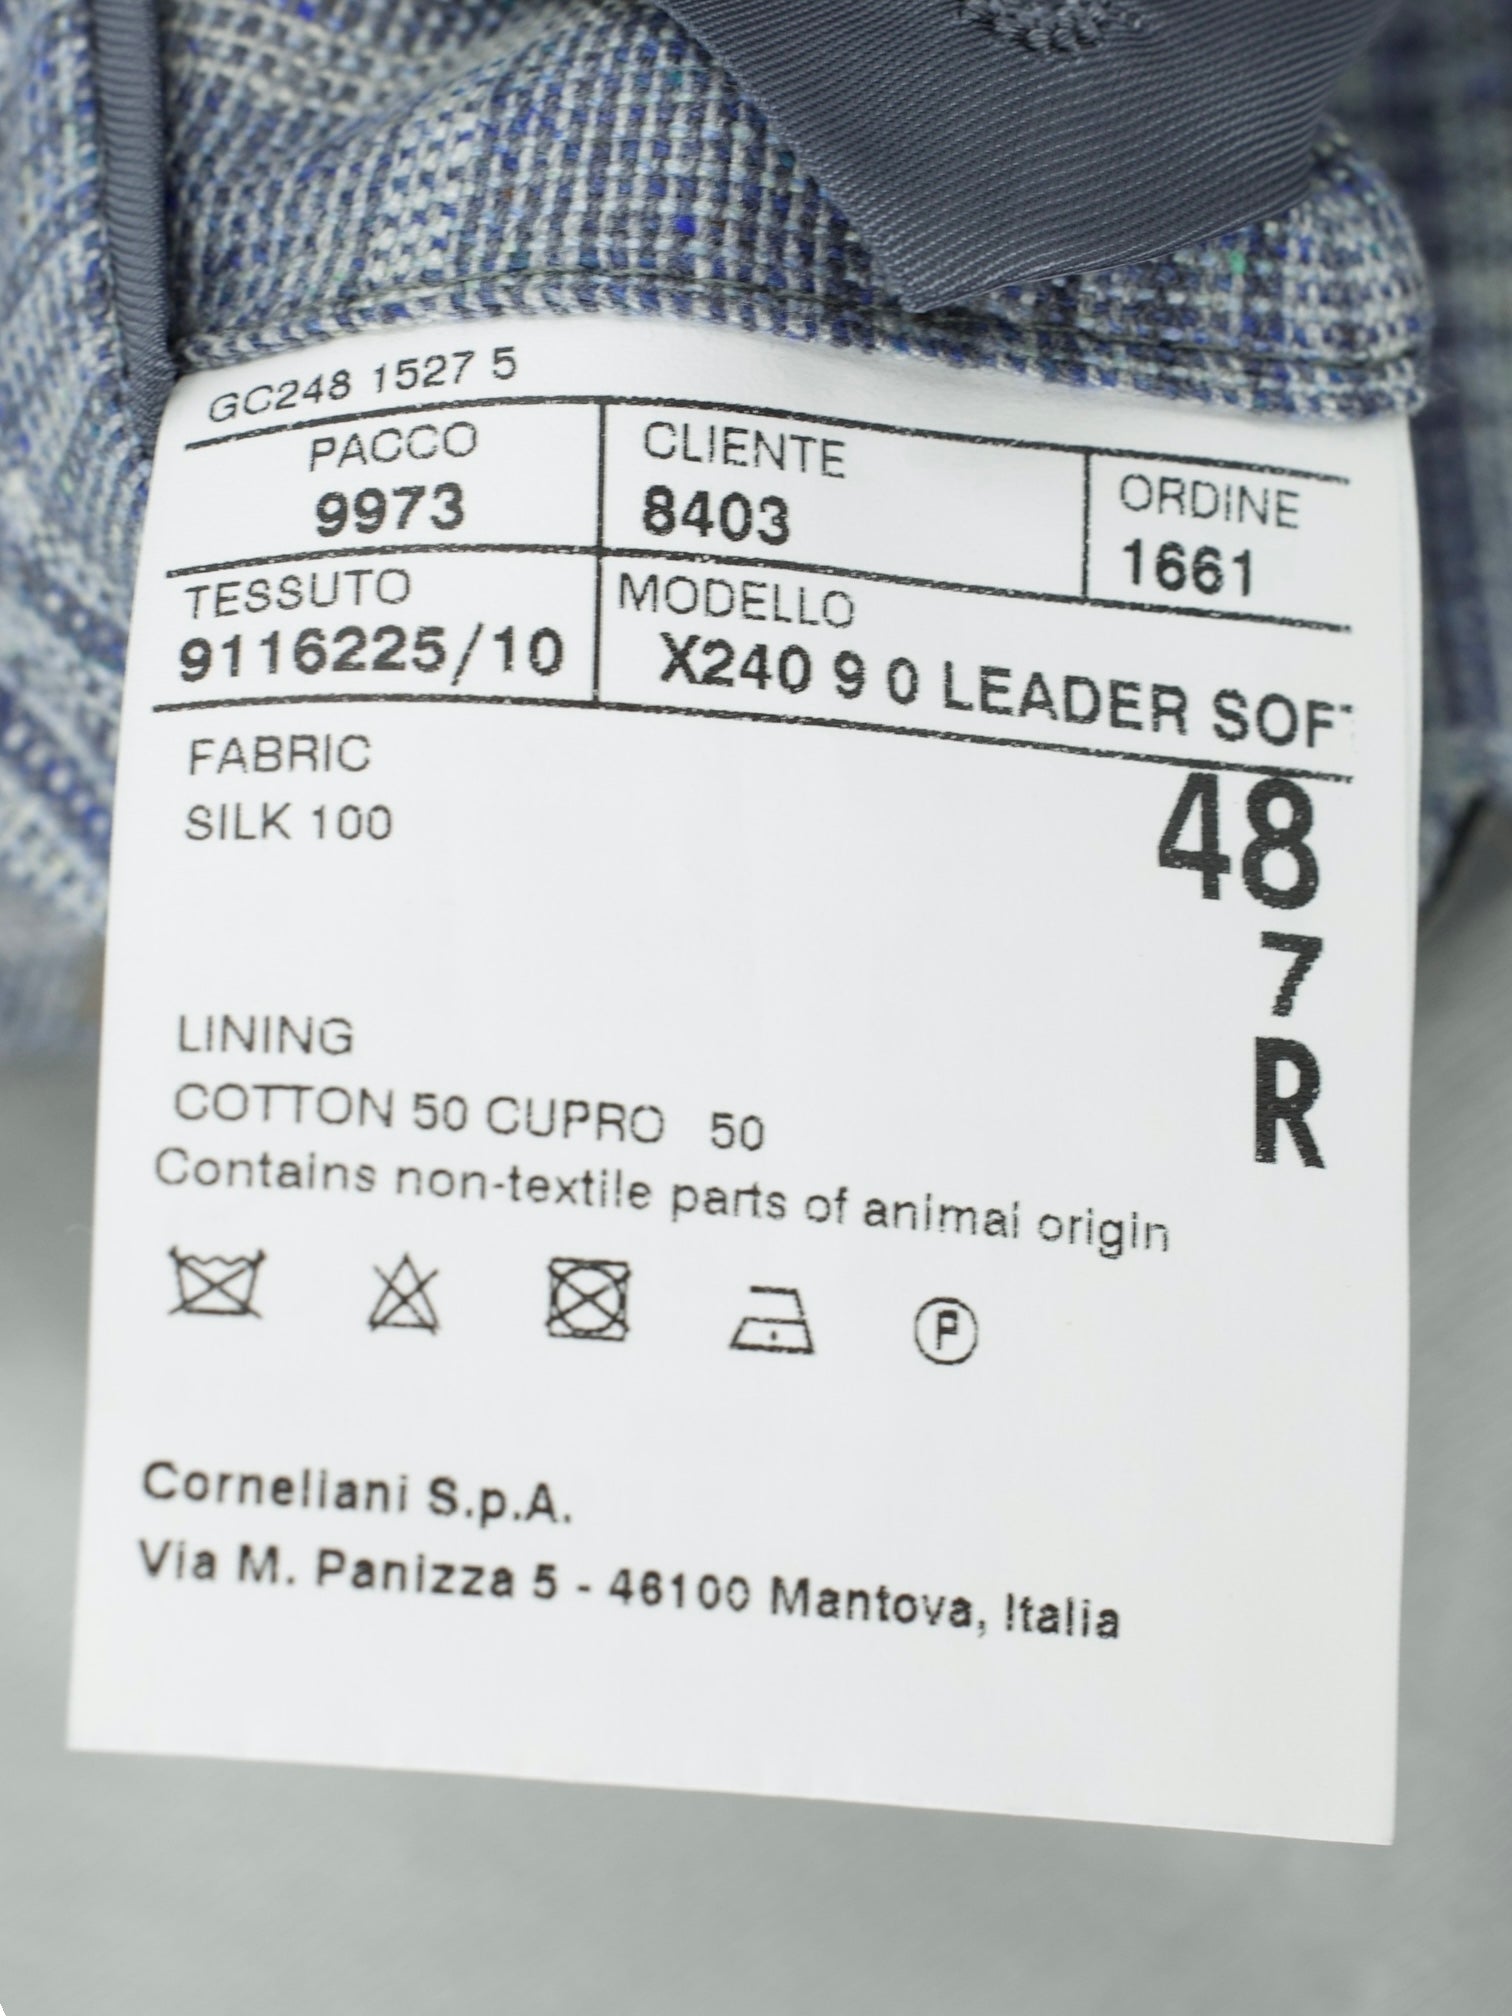 GC248 1527 5
PACCO CLIENTE ORDINE
9973 8403 1661
TESSUTO MODELLO
9116225/10 X240 9 0 LEADER SOF
FABRIC
SILK 100
48
7
R
LINING
COTTON 50 CUPRO 50
Contains non-textile parts of animal origin
P
Corneliani S.p.A.
Via M. Panizza 5 - 46100 Mantova, Italia